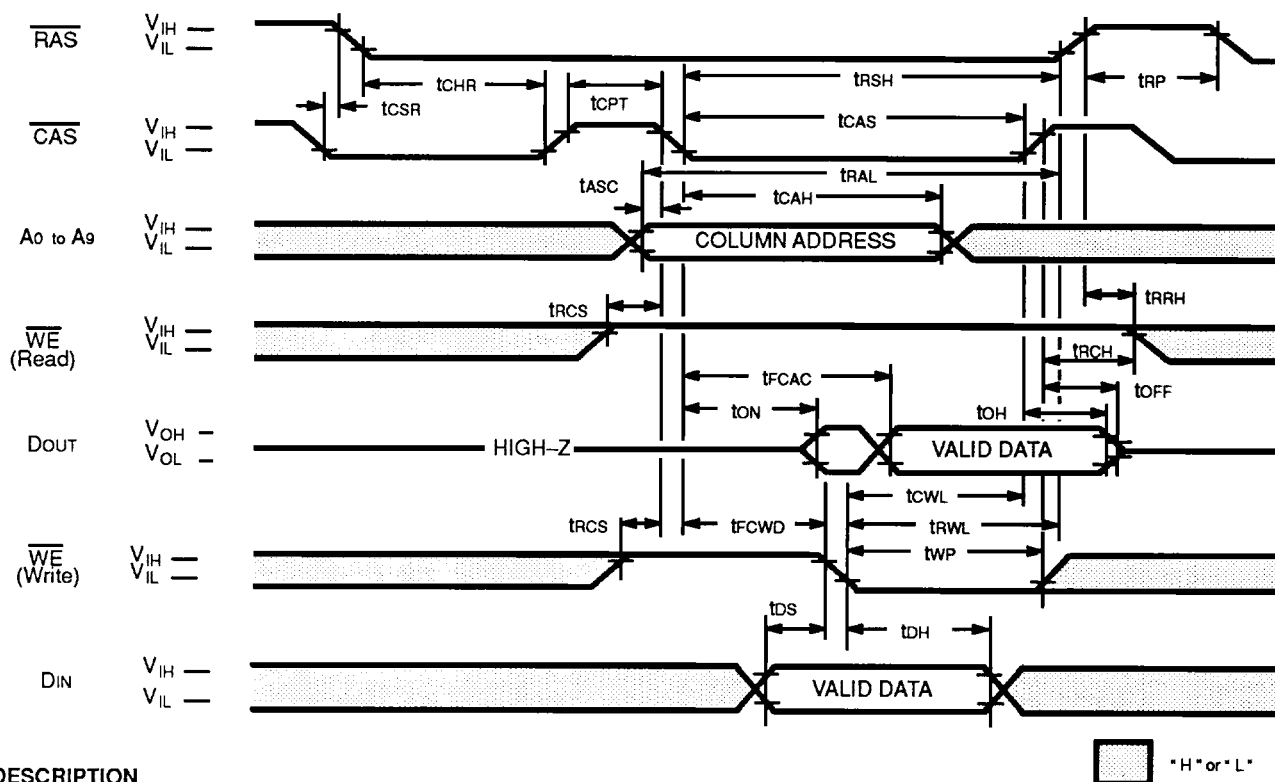 RAS
VIH
VIL
tCSR
tCHR
tCPT
tRSH
tRP
CAS
VIH
VIL
tCAS
tRAL
tASC
tCAH
A0 to A9
VIH
VIL
COLUMN ADDRESS
tRCS
tRRH
WE
(Read)
VIH
VIL
tRCH
tFCAC
tOFF
tON
tOH
DOUT
VOH
VOL
HIGH–Z
VALID DATA
tCWL
tRCS
tFCWD
tRWL
WE
(Write)
VIH
VIL
tWP
tDS
tDH
DIN
VIH
VIL
VALID DATA
"H" or "L"
DESCRIPTION